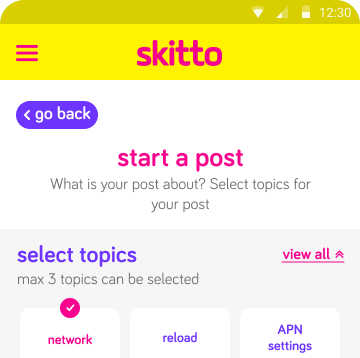 12:30
skitto
go back
start a post
What is your post about? Select topics for
your post
select topics
view all
max 3 topics can be selected
network
reload
APN
settings